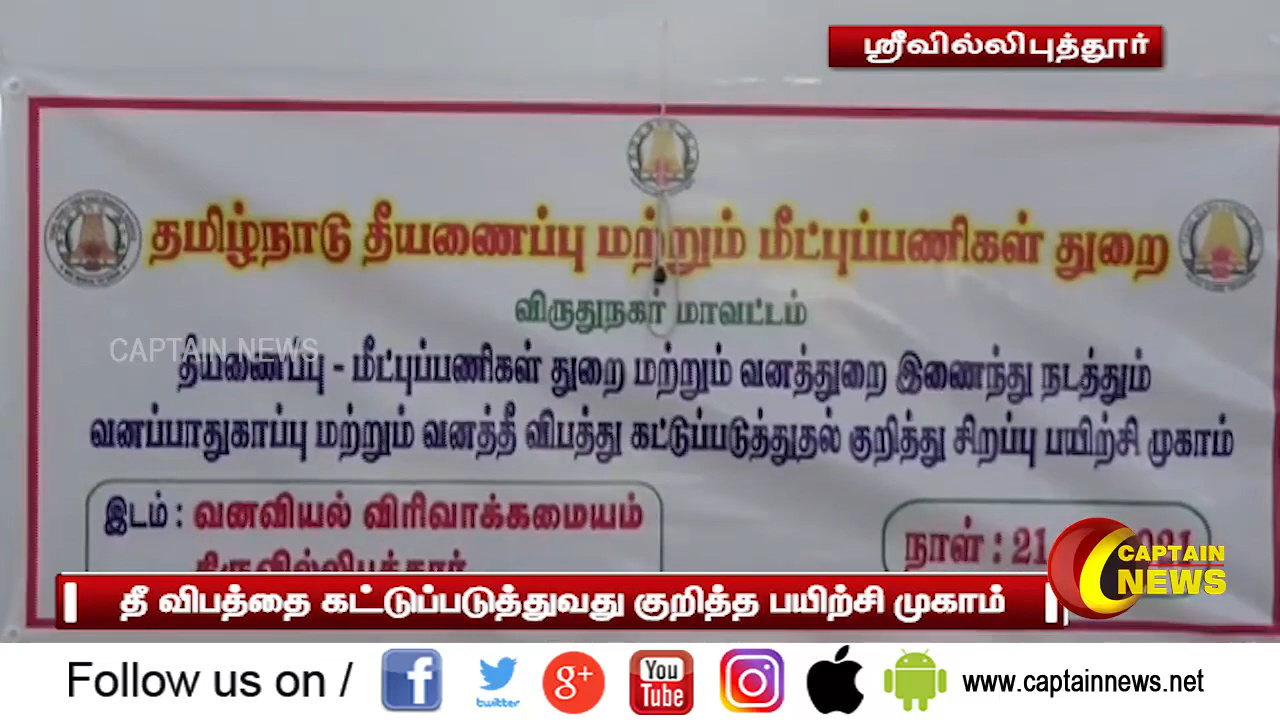 ஸ்ரீவில்லிபுத்தூர்
தமிழ்நாடு தீயணைப்பு மற்றும் மீட்புப்பணிகள் துறை
விருதுநகர் மாவட்டம்
CAPTAIN NEWS
தீயணைப்பு - மீட்புப்பணிகள் துறை மற்றும் வனத்துறை இணைந்து நடத்தும்
வனப்பாதுகாப்பு மற்றும் வனத்தீ விபத்து கட்டுப்படுத்துதல் குறித்து சிறப்பு பயிற்சி முகாம்
இடம் : வனவியல் விரிவாக்கமையம்
நாள் : 21
CAPTAIN
NEWS
தீ விபத்தை கட்டுப்படுத்துவது குறித்த பயிற்சி முகாம்
Follow us on / f twitter g+ You Tube www.captainnews.net